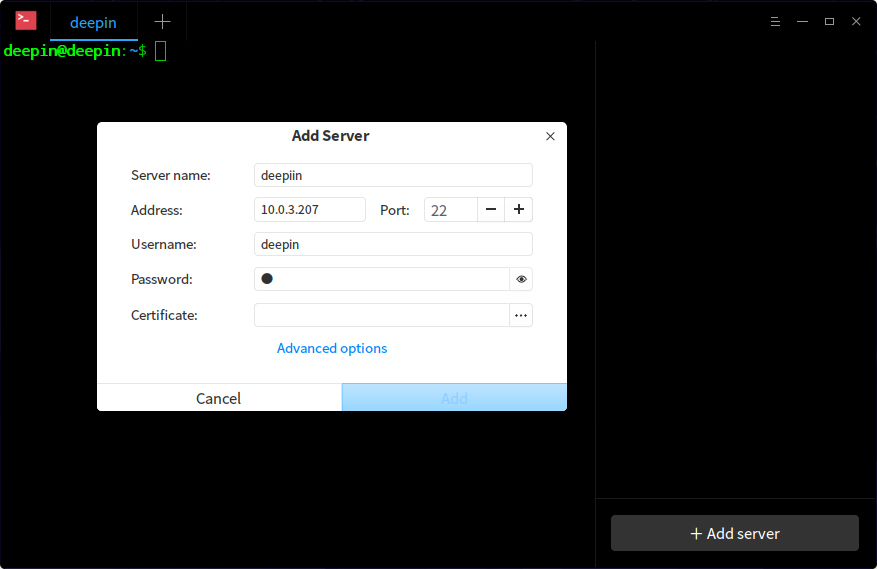 deepin
deepin@deepin:~$
Add Server
Server name: deepiin
Address: 10.0.3.207 Port: 22
Username: deepin
Password:
Certificate:
Advanced options
Cancel Add
+ Add server